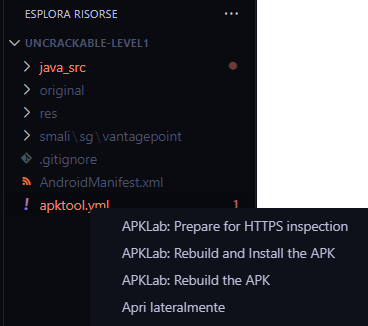 ESPLORA RISORSE
UNCRACKABLE-LEVEL1
java_src
original
res
smali\sg\vantagepoint
.gitignore
AndroidManifest.xml
! apktool.yml 1
APKLab: Prepare for HTTPS inspection
APKLab: Rebuild and Install the APK
APKLab: Rebuild the APK
Apri lateralmente